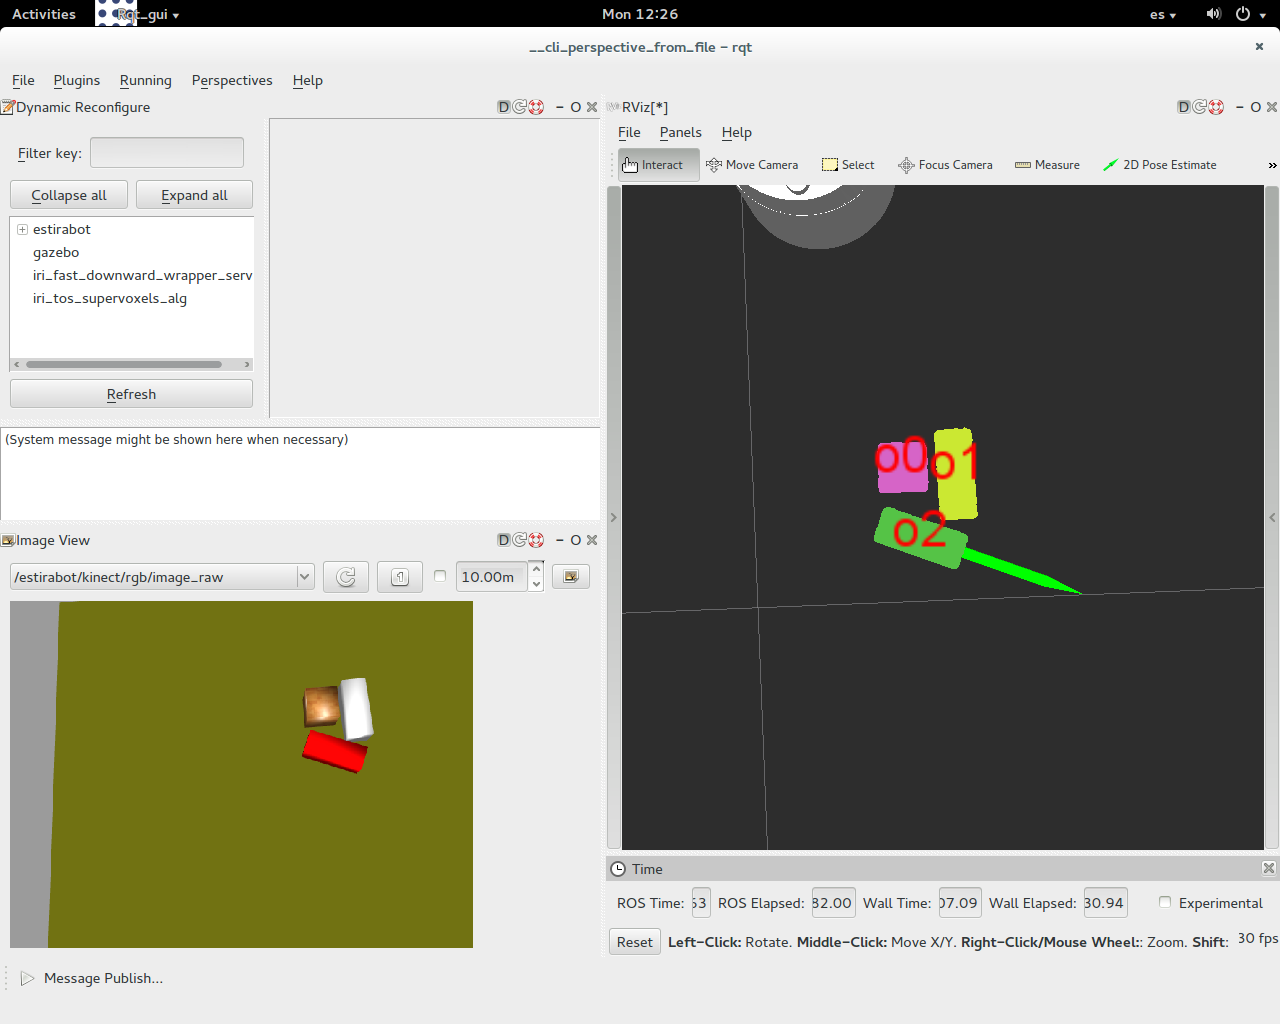 Activities Rqt_gui Mon 12:26 es
__cli_perspective_from_file - rqt
File Plugins Running Perspectives Help
Dynamic Reconfigure D
Filter key:
Collapse all Expand all
estirabot
gazebo
iri_fast_downward_wrapper_serv
iri_tos_supervoxels_alg
Refresh
(System message might be shown here when necessary)
Image View D
/estirabot/kinect/rgb/image_raw 1 10.00m
Message Publish...
RViz[*] D
File Panels Help
Interact Move Camera Select Focus Camera Measure 2D Pose Estimate »
o0 o1
o2
Time
ROS Time: 53 ROS Elapsed: 82.00 Wall Time: 07.09 Wall Elapsed: 30.94 Experimental
Reset Left-Click: Rotate. Middle-Click: Move X/Y. Right-Click/Mouse Wheel:: Zoom. Shift: 30 fps